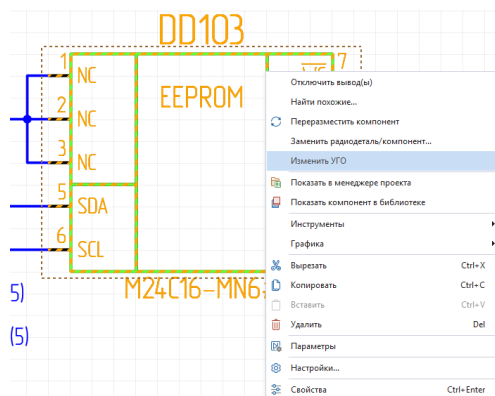 DD103
1
NC
7
EEPROM
2
NC
3
NC
5
SDA
6
SCL
M24C16-MN6
5)
(5)
Отключить вывод(ы)
Найти похожие...
Переразместить компонент
Заменить радиодеталь/компонент...
Изменить УГО
Показать в менеджере проекта
Показать компонент в библиотеке
Инструменты
Графика
Вырезать Ctrl+X
Копировать Ctrl+C
Вставить Ctrl+V
Удалить Del
Параметры
Настройки...
Свойства Ctrl+Enter